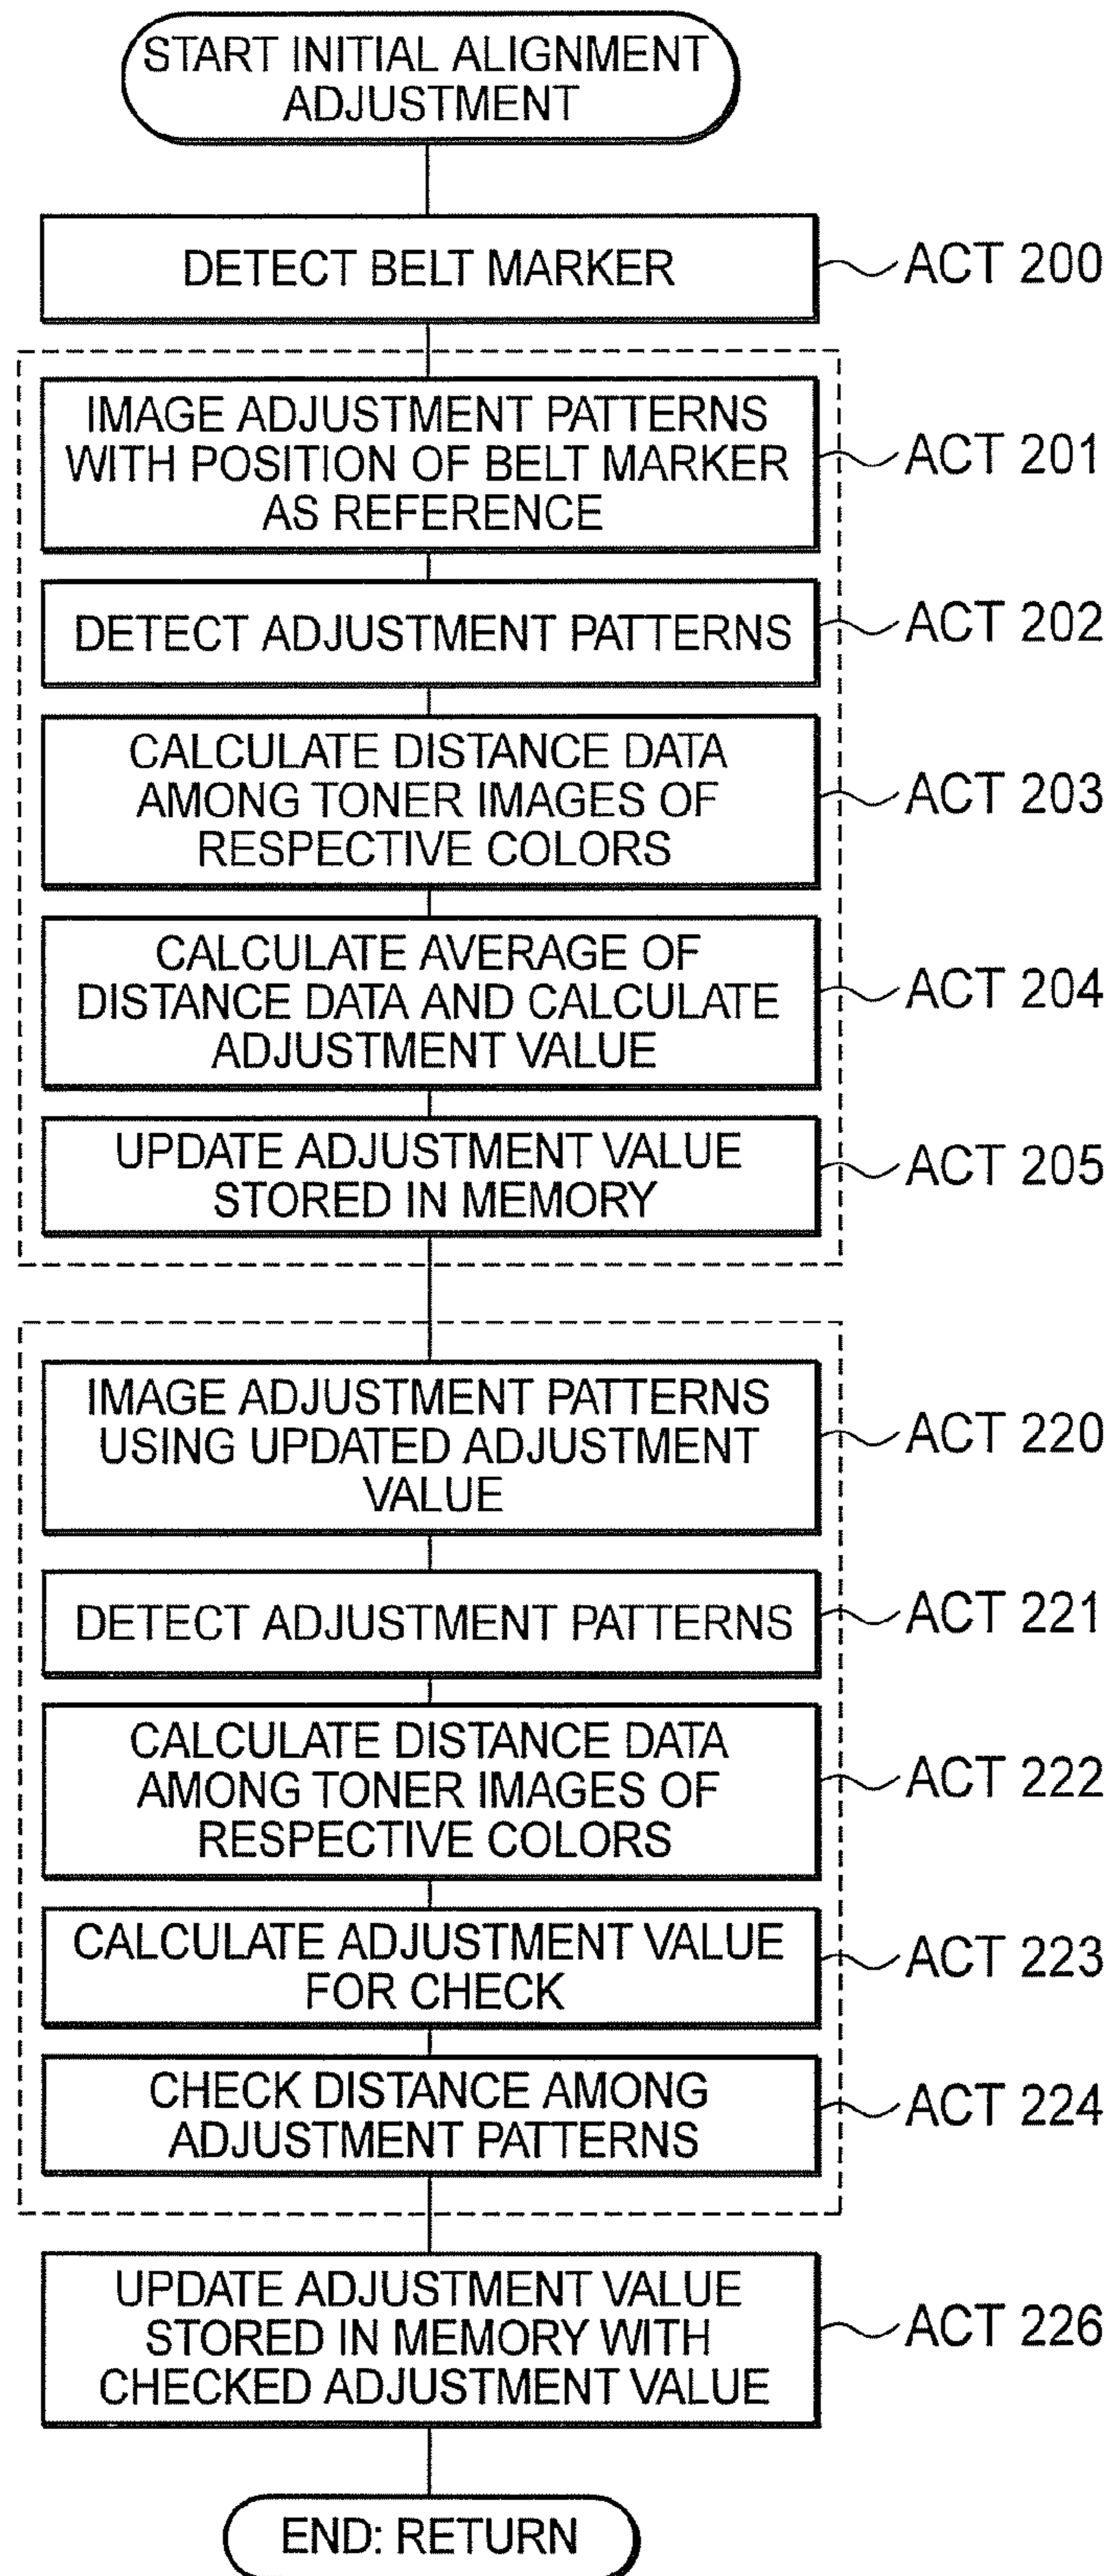 START INITIAL ALIGNMENT
ADJUSTMENT
DETECT BELT MARKER
ACT 200
IMAGE ADJUSTMENT PATTERNS
WITH POSITION OF BELT MARKER
AS REFERENCE
ACT 201
DETECT ADJUSTMENT PATTERNS
ACT 202
CALCULATE DISTANCE DATA
AMONG TONER IMAGES OF
RESPECTIVE COLORS
ACT 203
CALCULATE AVERAGE OF
DISTANCE DATA AND CALCULATE
ADJUSTMENT VALUE
ACT 204
UPDATE ADJUSTMENT VALUE
STORED IN MEMORY
ACT 205
IMAGE ADJUSTMENT PATTERNS
USING UPDATED ADJUSTMENT
VALUE
ACT 220
DETECT ADJUSTMENT PATTERNS
ACT 221
CALCULATE DISTANCE DATA
AMONG TONER IMAGES OF
RESPECTIVE COLORS
ACT 222
CALCULATE ADJUSTMENT VALUE
FOR CHECK
ACT 223
CHECK DISTANCE AMONG
ADJUSTMENT PATTERNS
ACT 224
UPDATE ADJUSTMENT VALUE
STORED IN MEMORY WITH
CHECKED ADJUSTMENT VALUE
ACT 226
END: RETURN